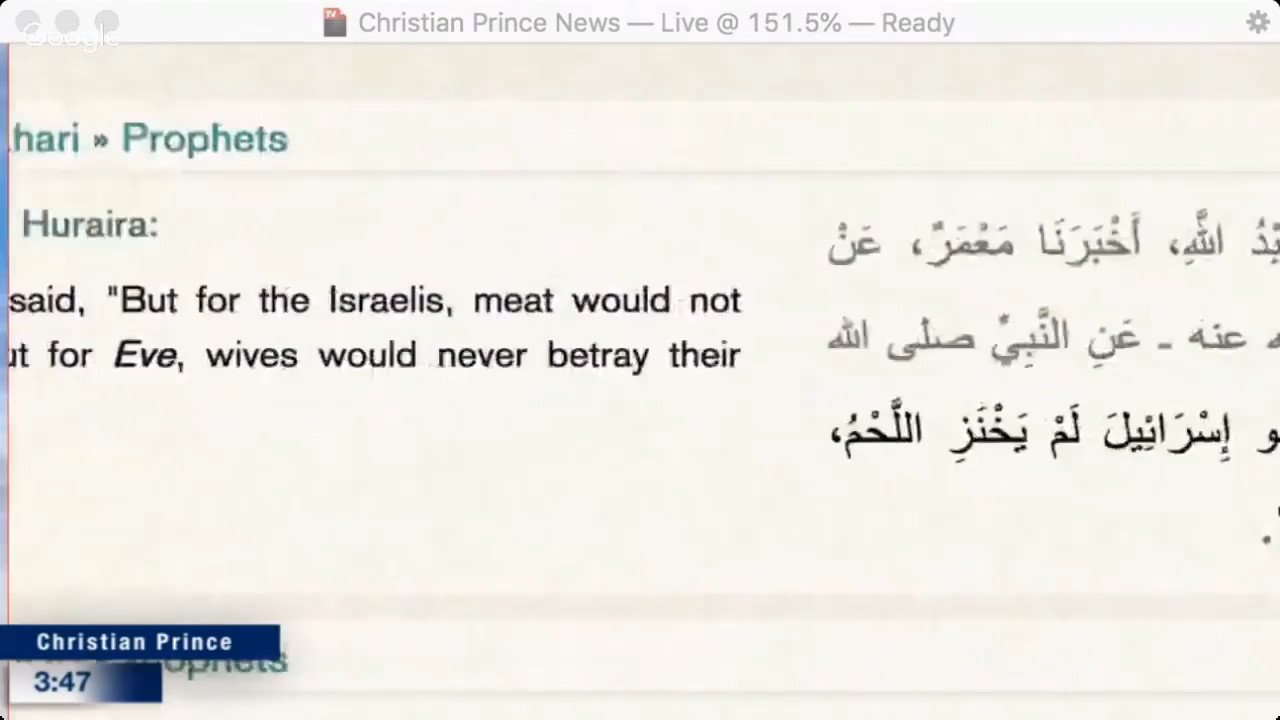 Christian Prince News — Live @ 151.5% — Ready
Google
hari » Prophets
Huraira:
said, "But for the Israelis, meat would not
ut for Eve, wives would never betray their
اللَّهِ، أَخْبَرَنَا مَعْمَرٌ، عَنْ
عنه ـ عَنِ النَّبِيِّ صلى الله
إِسْرَائِيلَ لَمْ يَخْنَزِ اللَّحْمُ،
Christian Prince
Prophets
3:47